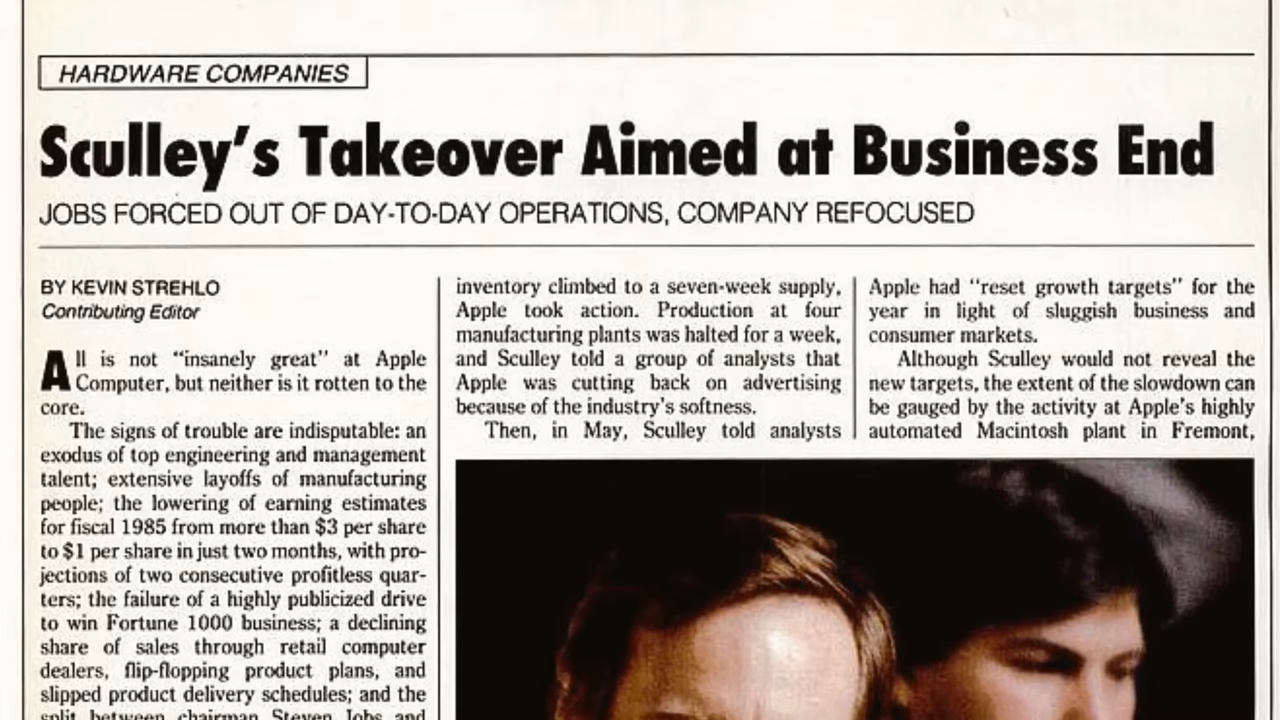 HARDWARE COMPANIES
Sculley's Takeover Aimed at Business End
JOBS FORCED OUT OF DAY-TO-DAY OPERATIONS, COMPANY REFOCUSED
BY KEVIN STREHLO
Contributing Editor
All is not “insanely great” at Apple
Computer, but neither is it rotten to the
core.
The signs of trouble are indisputable: an
exodus of top engineering and management
talent; extensive layoffs of manufacturing
people; the lowering of earning estimates
for fiscal 1985 from more than $3 per share
to $1 per share in just two months, with pro-
jections of two consecutive profitless quar-
ters; the failure of a highly publicized drive
to win Fortune 1000 business; a declining
share of sales through retail computer
dealers, flip-flopping product plans, and
slipped product delivery schedules; and the
split between chairman Steven Jobs and
inventory climbed to a seven-week supply,
Apple took action. Production at four
manufacturing plants was halted for a week,
and Sculley told a group of analysts that
Apple was cutting back on advertising
because of the industry's softness.
Then, in May, Sculley told analysts
Apple had “reset growth targets” for the
year in light of sluggish business and
consumer markets.
Although Sculley would not reveal the
new targets, the extent of the slowdown can
be gauged by the activity at Apple's highly
automated Macintosh plant in Fremont,